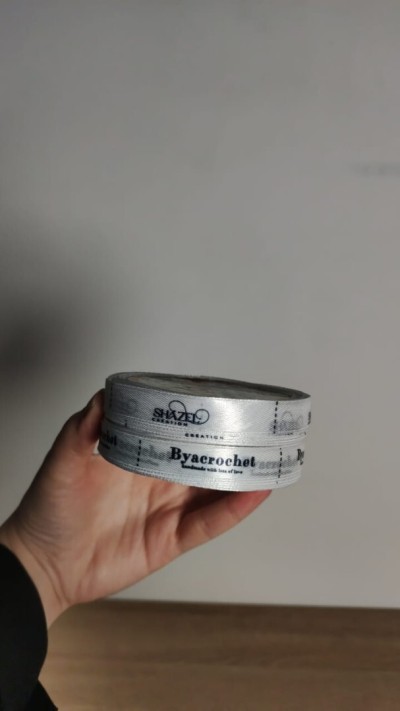 SHAZEL
CREATION
CREATION
Byacrochet
handmade with lots of love